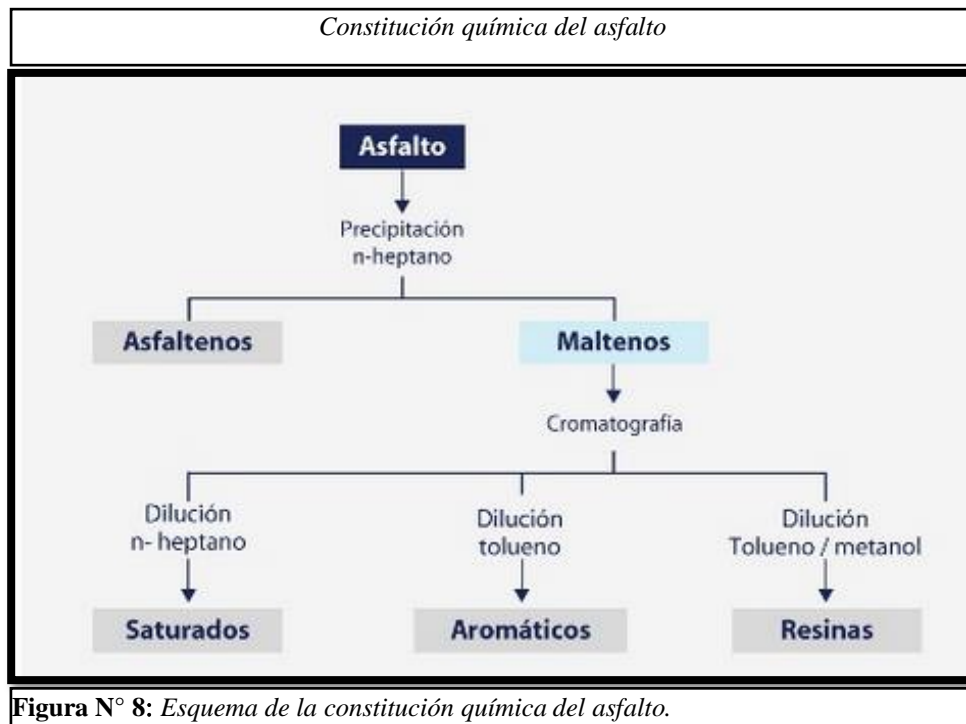 Constitución química del asfalto
Asfalto
Precipitación
n-heptano
Asfaltenos
Maltenos
Cromatografía
Dilución
n- heptano
Dilución
tolueno
Dilución
Tolueno / metanol
Saturados
Aromáticos
Resinas
Figura N° 8: Esquema de la constitución química del asfalto.